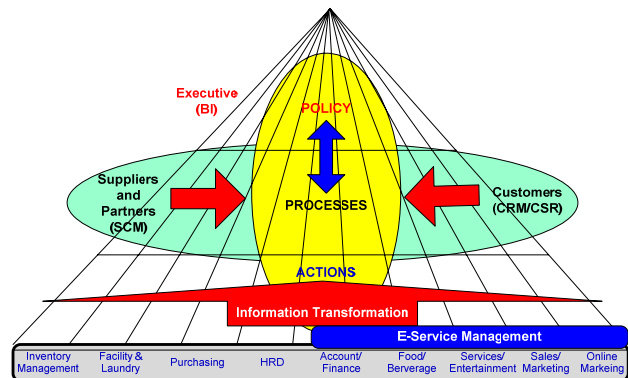 Executive
(BI)
POLICY
Suppliers
and
Partners
(SCM)
PROCESSES
Customers
(CRM/CSR)
ACTIONS
Information Transformation
E-Service Management
Inventory
Management
Facility &
Laundry
Purchasing
HRD
Account/
Finance
Food/
Berverage
Services/
Entertainment
Sales/
Marketing
Online
Markeing